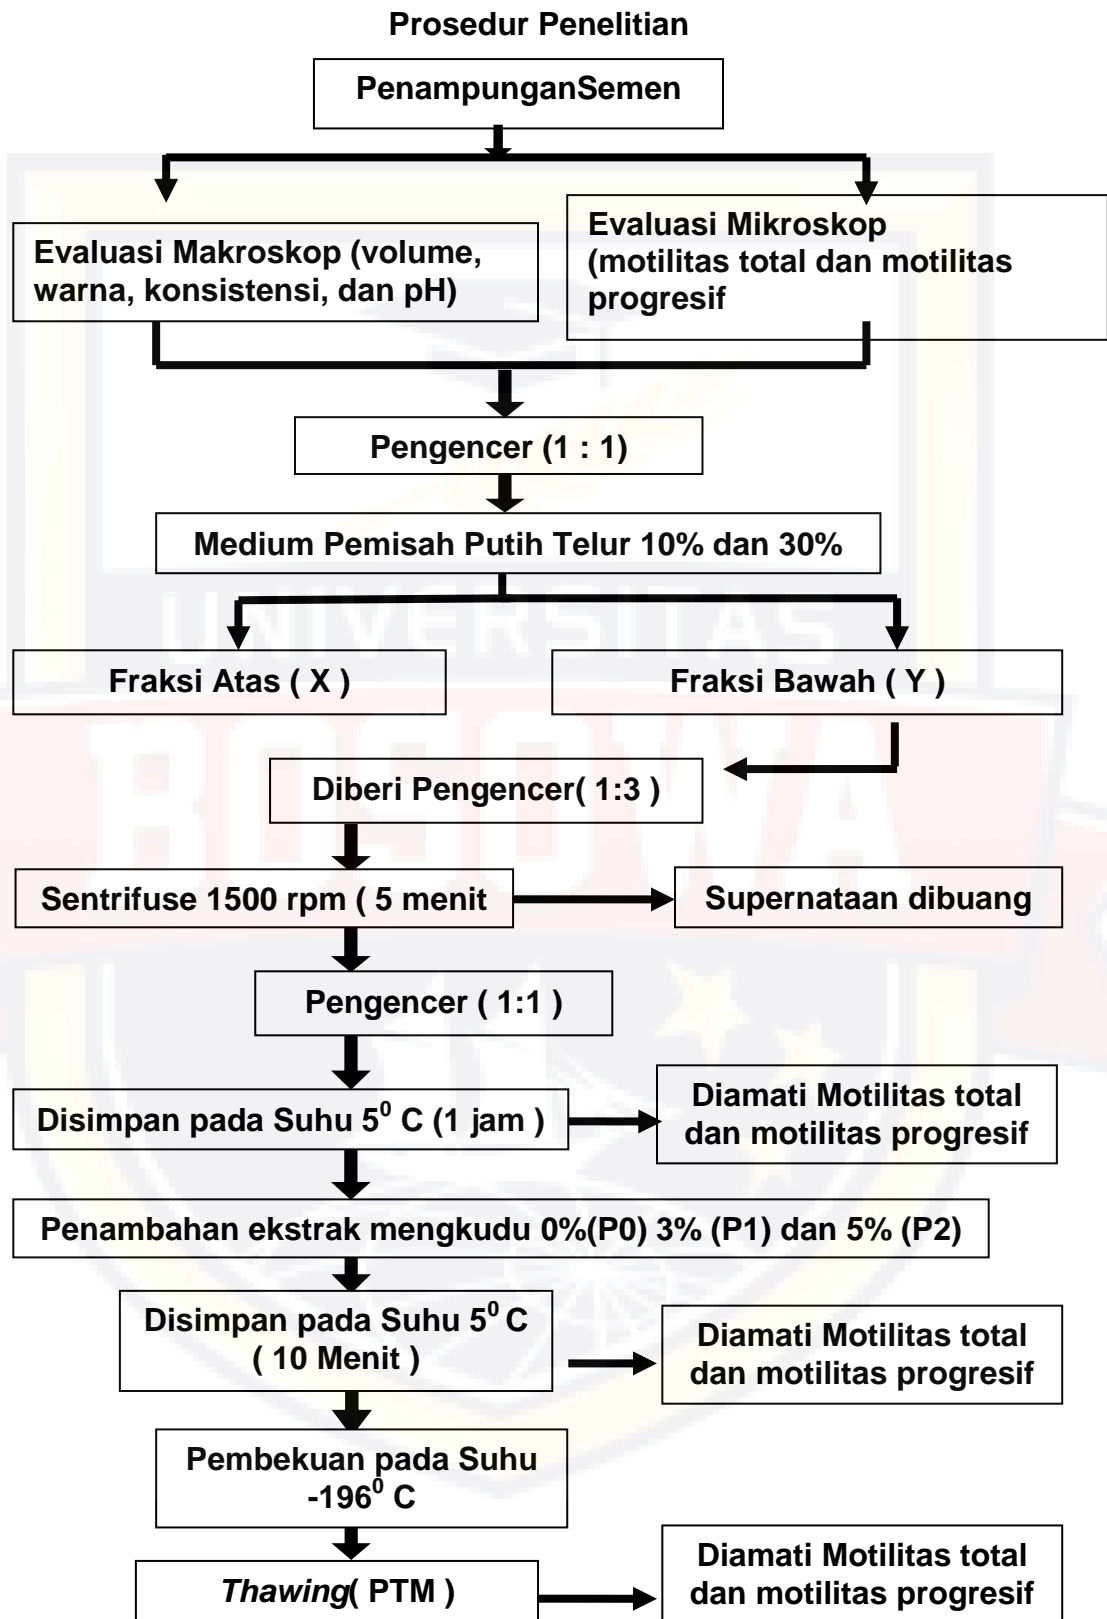 Prosedur Penelitian
PenampunganSemen
Evaluasi Makroskop (volume,
warna, konsistensi, dan pH)
Evaluasi Mikroskop
(motilitas total dan motilitas
progresif
Pengencer (1 : 1)
Medium Pemisah Putih Telur 10% dan 30%
UNIVERSITAS
Fraksi Atas ( X )
Fraksi Bawah ( Y )
BOSOWA
Diberi Pengencer( 1:3 )
Sentrifuse 1500 rpm ( 5 menit
Supernataan dibuang
Pengencer ( 1:1 )
Disimpan pada Suhu 5⁰ C (1 jam )
Diamati Motilitas total
dan motilitas progresif
Penambahan ekstrak mengkudu 0%(P0) 3% (P1) dan 5% (P2)
Disimpan pada Suhu 5⁰ C
( 10 Menit )
Diamati Motilitas total
dan motilitas progresif
Pembekuan pada Suhu
-196⁰ C
Thawing( PTM )
Diamati Motilitas total
dan motilitas progresif